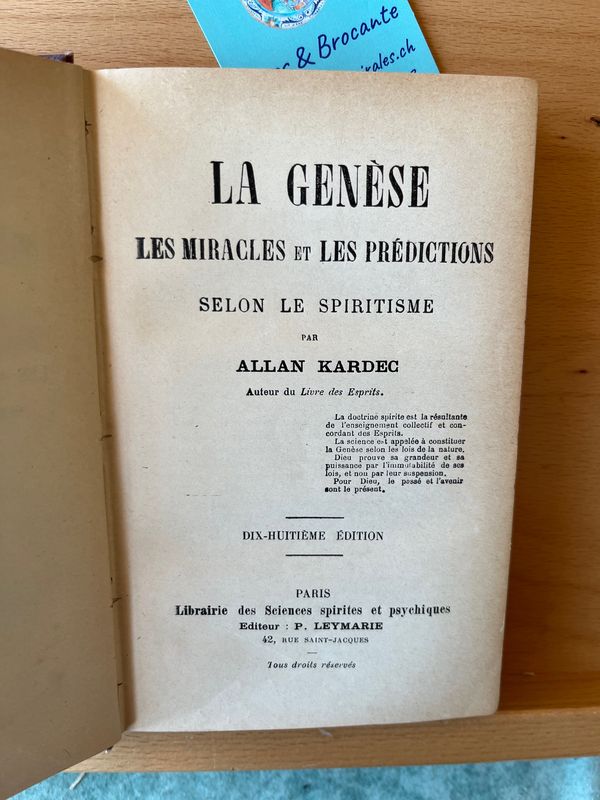 & Brocante
LA GENÈSE
LES MIRACLES ET LES PRÉDICTIONS
SELON LE SPIRITISME
PAR
ALLAN KARDEC
Auteur du Livre des Esprits.
La doctrine spirite est la résultante
de l'enseignement collectif et con-
cordant des Esprits.
La science est appelée à constituer
la Genèse selon les lois de la nature.
Dieu prouve sa grandeur et sa
puissance par l'immutabilité de ses
lois, et non par leur suspension.
Pour Dieu, le passé et l'avenir
sont le présent.
DIX-HUITIÈME ÉDITION
PARIS
Librairie des Sciences spirites et psychiques
Editeur : P. LEYMARIE
42, RUE SAINT-JACQUES
Tous droits réservés